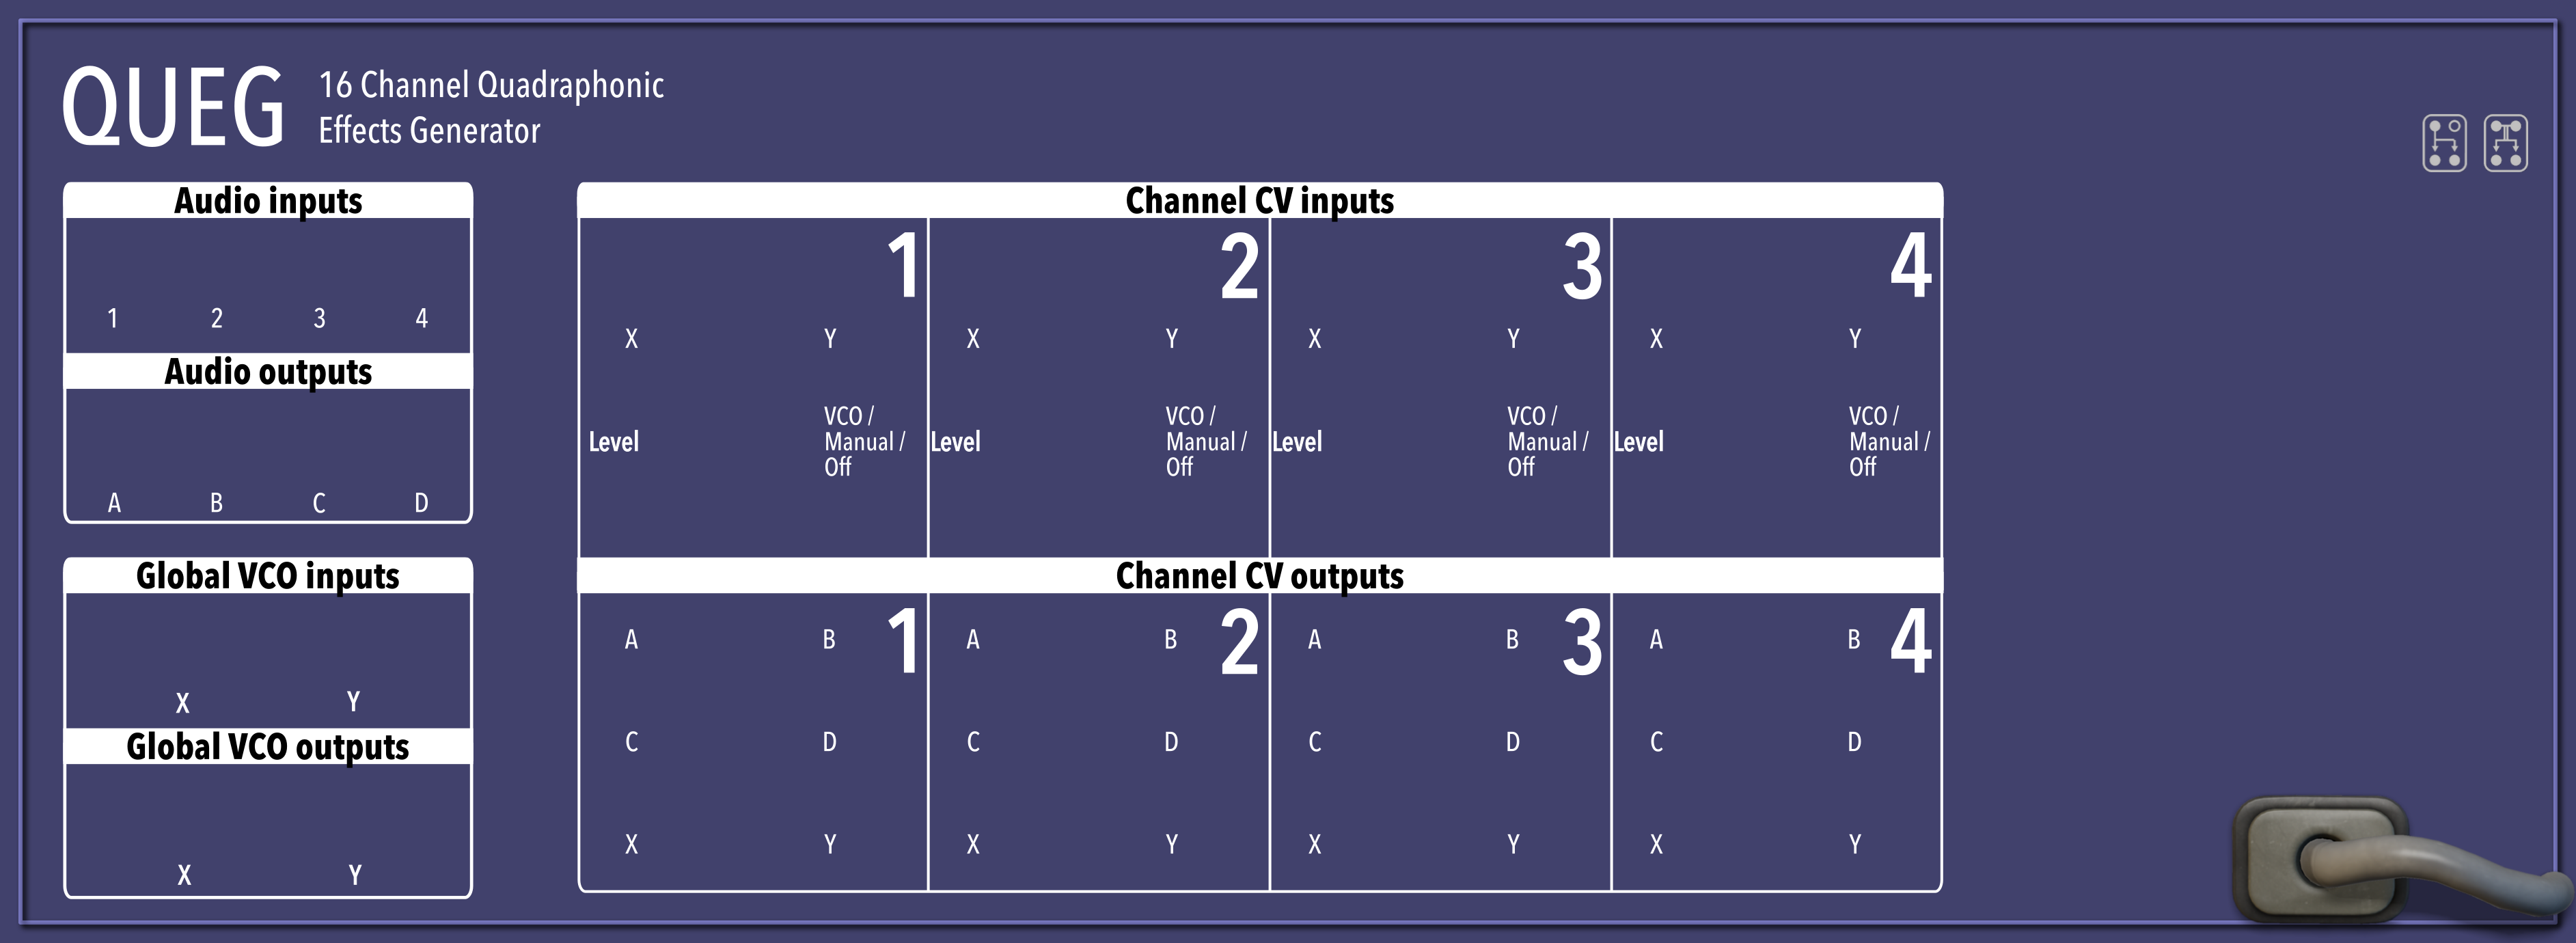 QUEG
16 Channel Quadraphonic
Effects Generator
Audio inputs
1 2 3 4
Audio outputs
A B C D
Global VCO inputs
X Y
Global VCO outputs
X Y
Channel CV inputs
1 2 3 4
X Y X Y X Y X Y
Level VCO / Manual / Off Level VCO / Manual / Off Level VCO / Manual / Off Level VCO / Manual / Off
Channel CV outputs
A B 1 A B 2 A B 3 A B 4
C D C D C D C D
X Y X Y X Y X Y